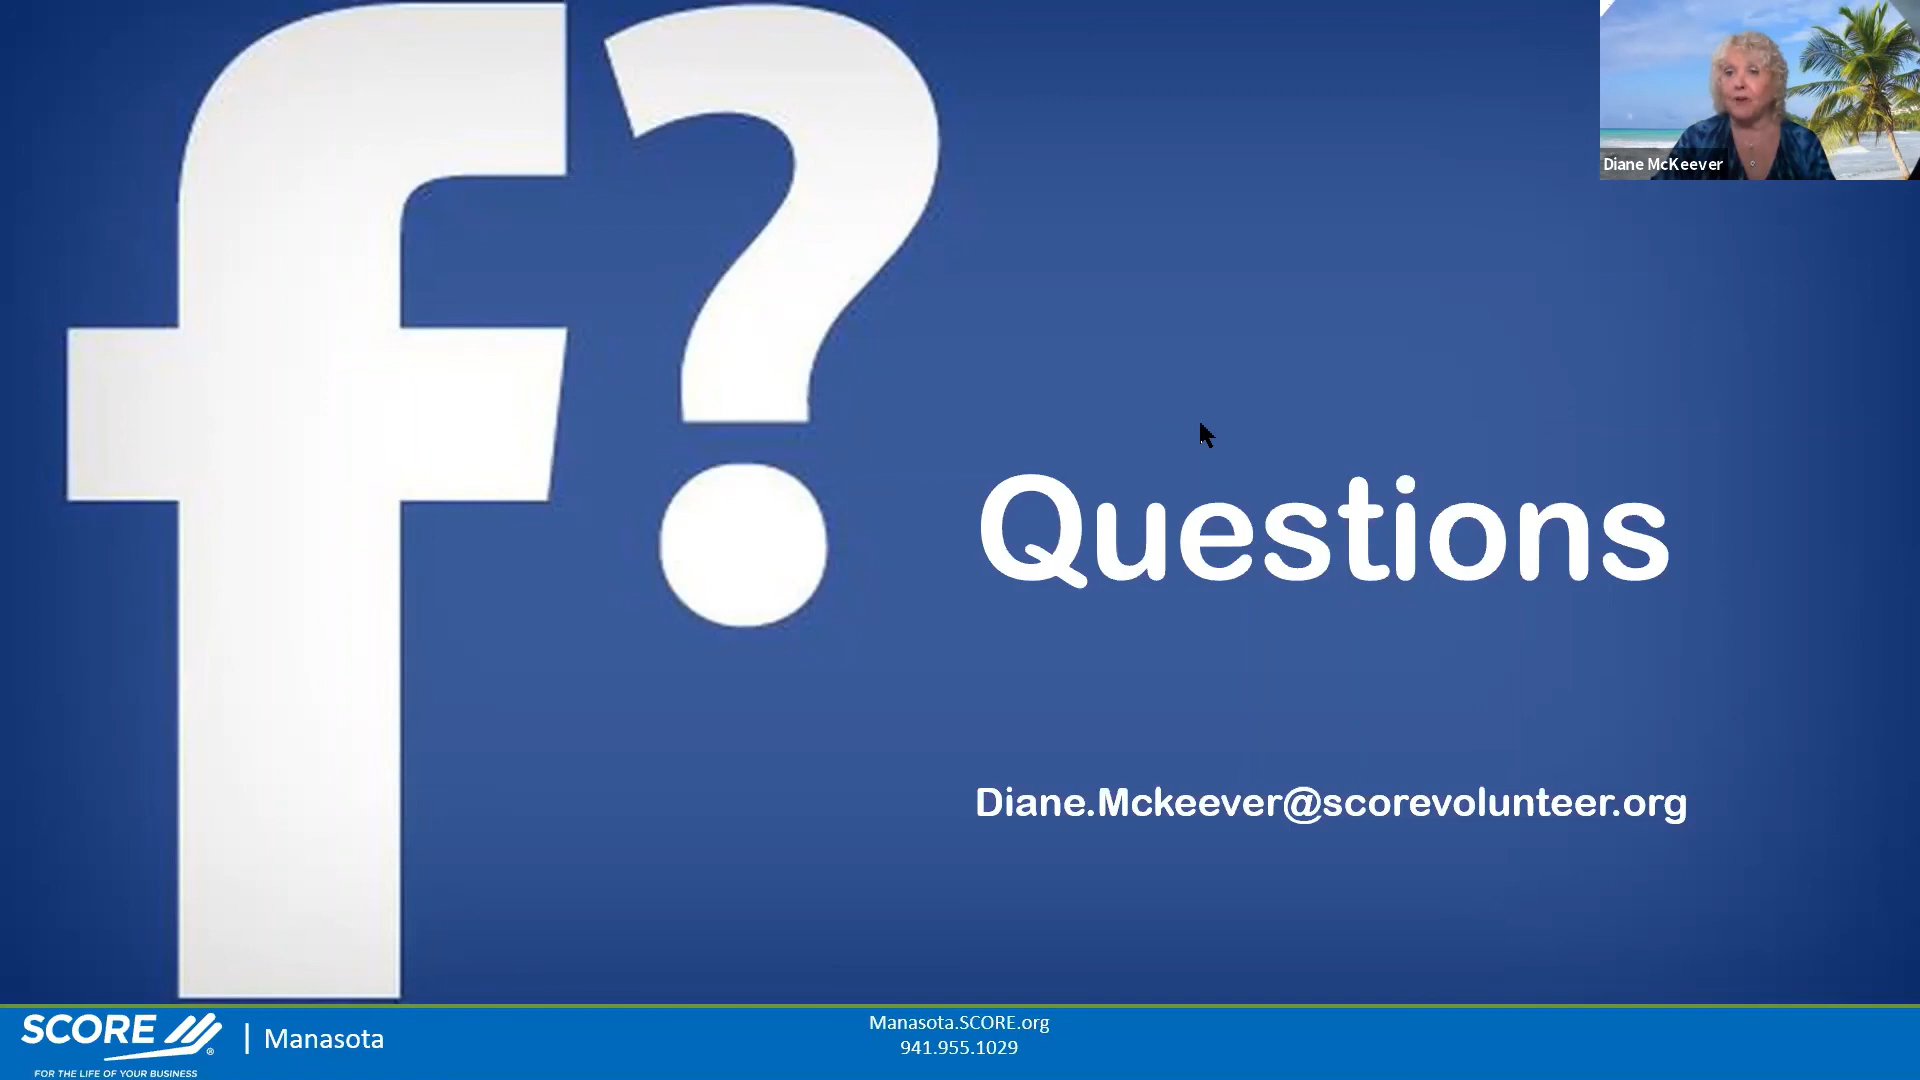 f?
Diane McKeever
Questions
Diane.Mckeever@scorevolunteer.org
SCORE ® | Manasota
FOR THE LIFE OF YOUR BUSINESS
Manasota.SCORE.org
941.955.1029